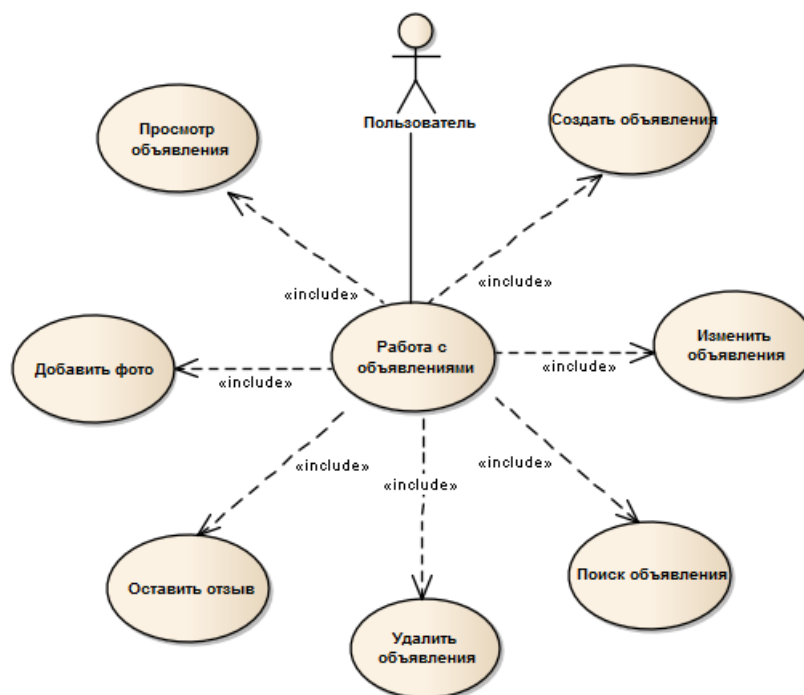 Пользователь
Просмотр
объявления
Создать объявления
«include»
«include»
Работа с
объявлениями
Изменить
объявления
Добавить фото
«include»
«include»
«include»
«include»
«include»
Оставить отзыв
Удалить
объявления
Поиск объявления